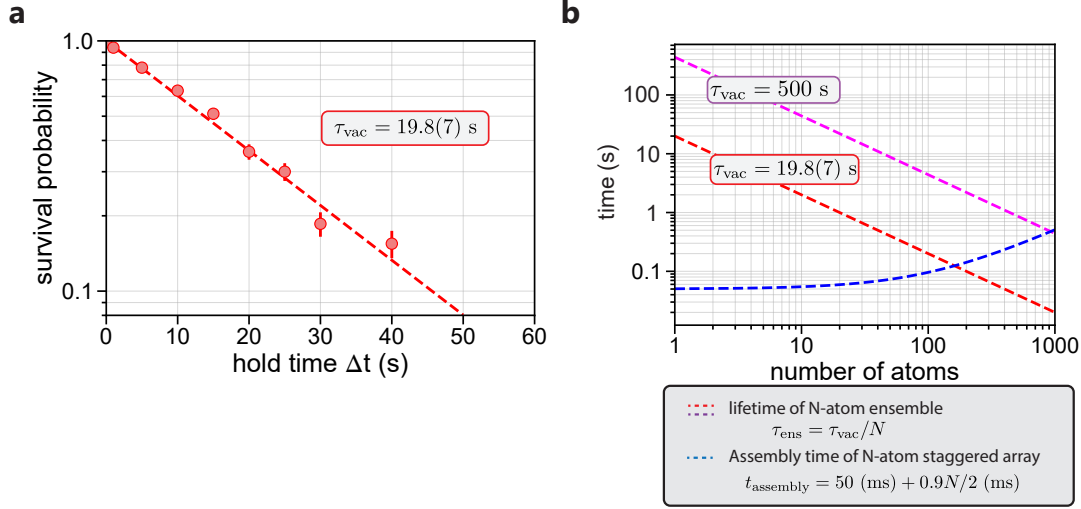 a
survival probability
1.0
0.1
τvac = 19.8(7) s
0 10 20 30 40 50 60
hold time Δt (s)
b
time (s)
100
10
1
0.1
τvac = 500 s
τvac = 19.8(7) s
1 10 100 1000
number of atoms
lifetime of N-atom ensemble
τens = τvac/N
Assembly time of N-atom staggered array
tassembly = 50 (ms) + 0.9N/2 (ms)